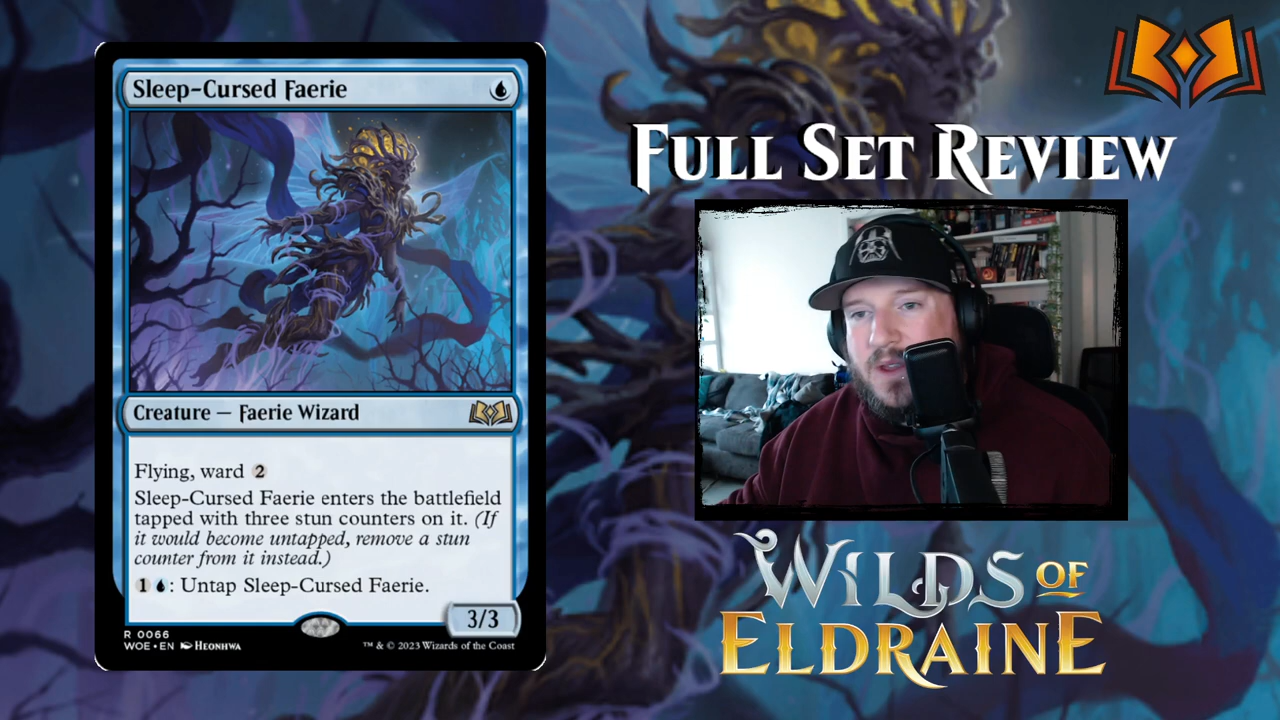 Sleep-Cursed Faerie
Creature — Faerie Wizard
Flying, ward 2
Sleep-Cursed Faerie enters the battlefield
tapped with three stun counters on it. (If
it would become untapped, remove a stun
counter from it instead.)
1: Untap Sleep-Cursed Faerie.
3/3
R 0066
WOE • EN HEONHWA
™ & © 2023 Wizards of the Coast
FULL SET REVIEW
WILDS OF
ELDRAINE